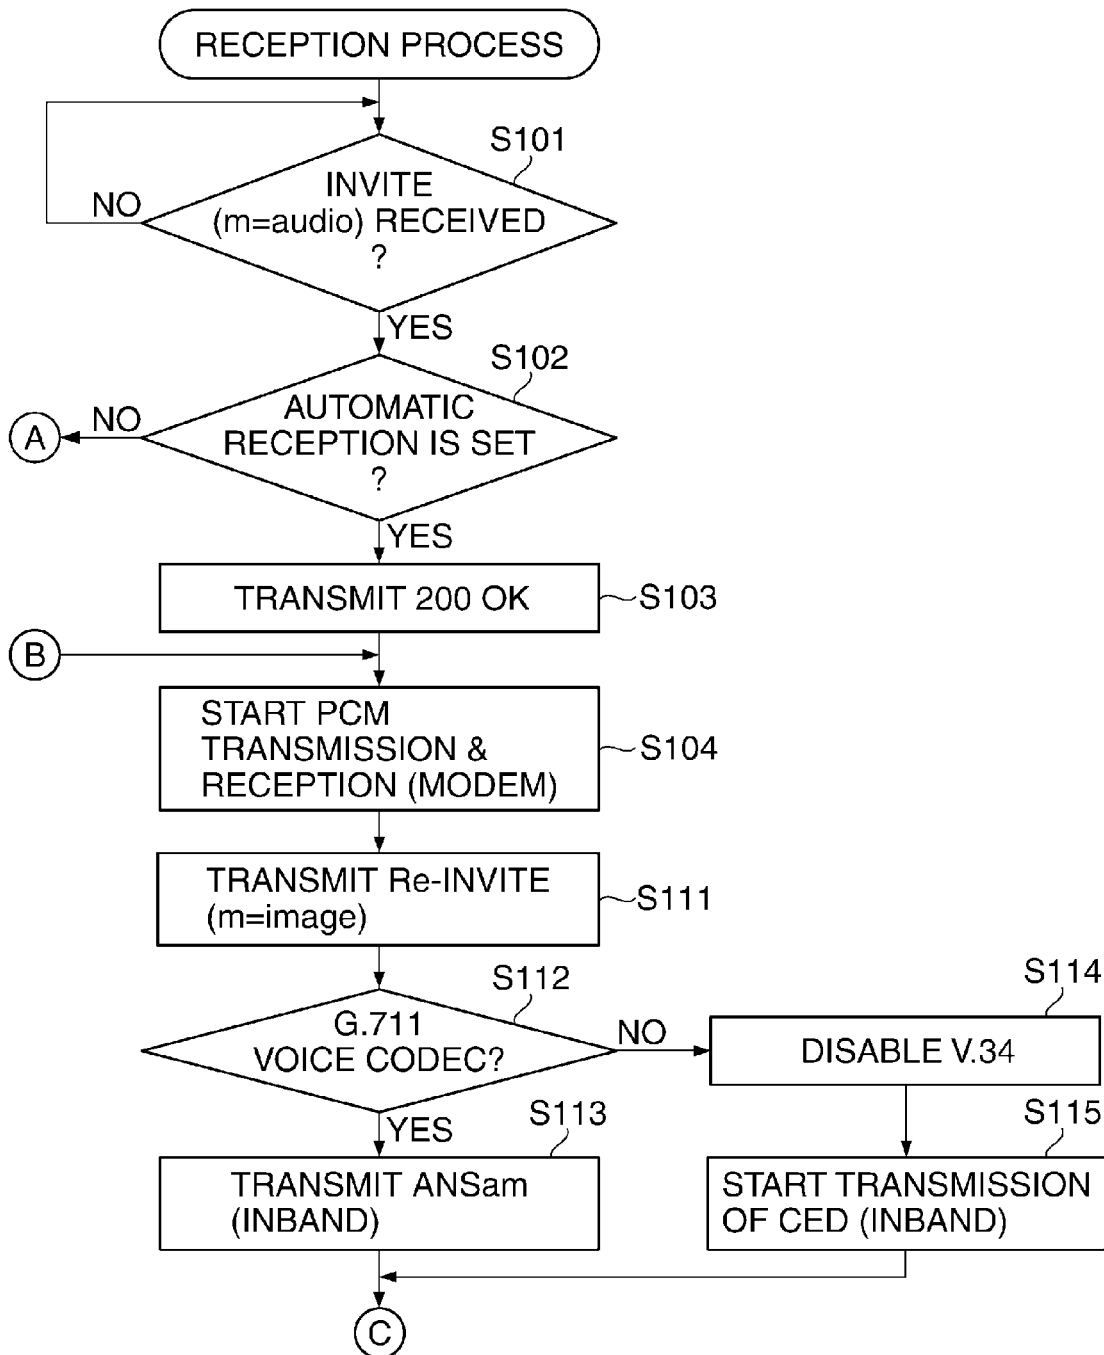 RECEPTION PROCESS
S101
INVITE
(m=audio) RECEIVED
?
NO
YES
S102
AUTOMATIC
RECEPTION IS SET
?
NO
A
YES
TRANSMIT 200 OK
S103
B
START PCM
TRANSMISSION &
RECEPTION (MODEM)
S104
TRANSMIT Re-INVITE
(m=image)
S111
S112
G.711
VOICE CODEC?
NO
S114
DISABLE V.34
YES
S113
TRANSMIT ANSam
(INBAND)
S115
START TRANSMISSION
OF CED (INBAND)
C